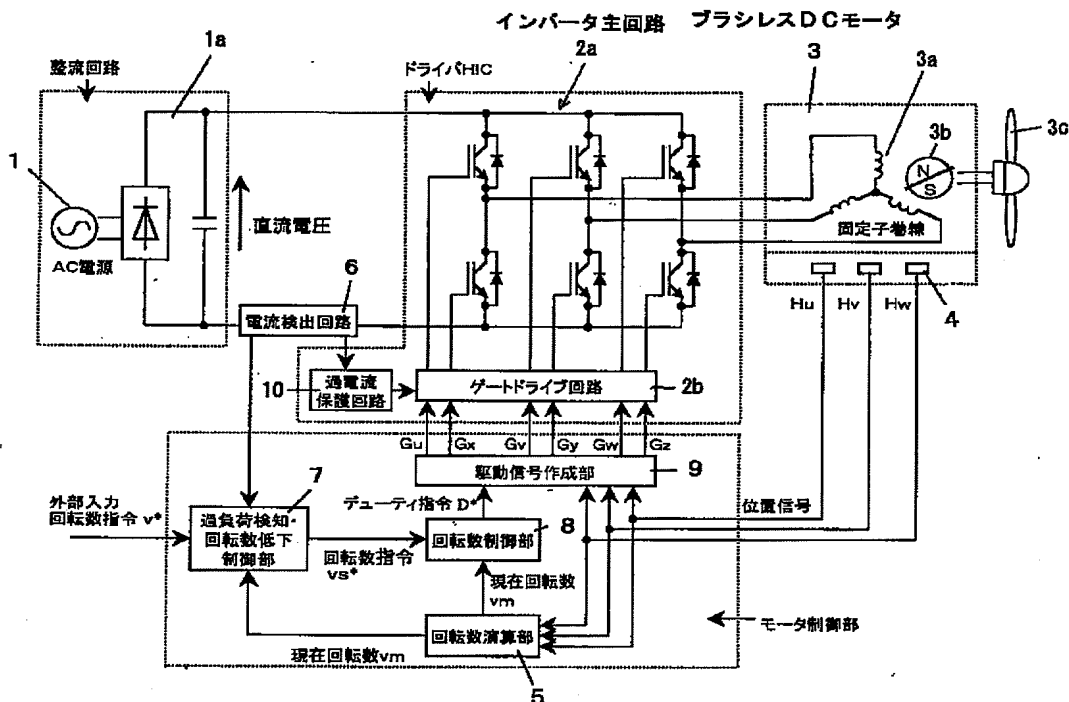 インバータ主回路 ブラシレスDCモータ
整流回路
1a
ドライバHIC
2a
3
3a
3b
3c
1
N
S
直流電圧
AC電源
固定子巻線
6
電流検出回路
Hu
Hv
Hw
4
10
過電流
保護回路
ゲートドライブ回路
2b
Gu
Gx
Gv
Gy
Gw
Gz
駆動信号作成部
9
外部入力
回転数指令 v*
7
過負荷検知・
回転数低下
制御部
デューティ指令 D*
8
回転数制御部
位置信号
回転数指令
vs*
現在回転数
vm
回転数演算部
モータ制御部
現在回転数vm
5